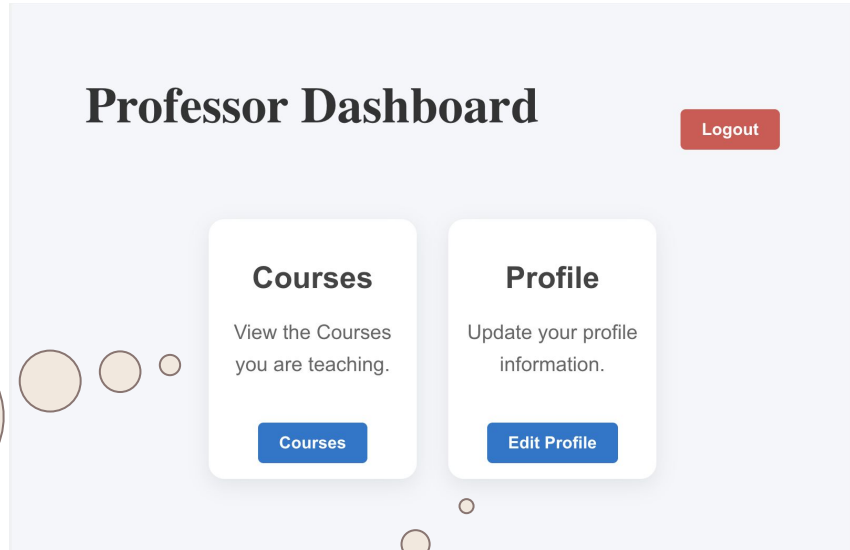 Professor Dashboard
Logout
Courses
View the Courses
you are teaching.
Courses
Profile
Update your profile
information.
Edit Profile